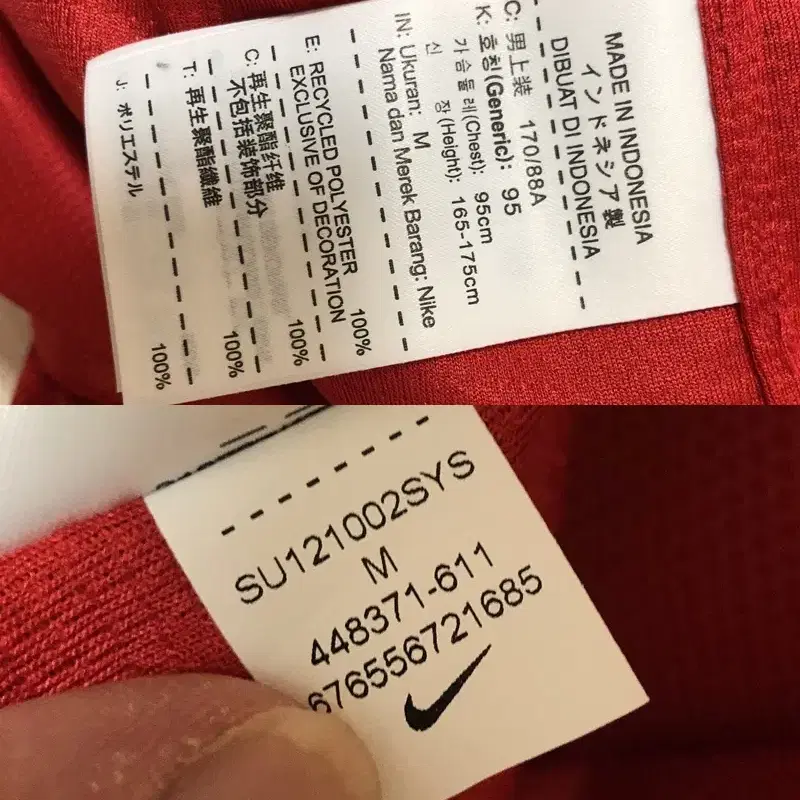 MADE IN INDONESIA
インドネシア製
DIBUAT DI INDONESIA
C: 男上装 170/88A
K: 호칭(Generic): 95
가슴둘레(Chest): 95cm
신 장(Height): 165-175cm
IN: Ukuran: M
Nama dan Merek Barang: Nike
E: RECYCLED POLYESTER 100%
EXCLUSIVE OF DECORATION
C: 再生聚酯纤维 100%
不包括装饰部分
T: 再生聚酯纖維 100%
J: ポリエステル 100%
SU121002SYS
M
448371-611
676556721685